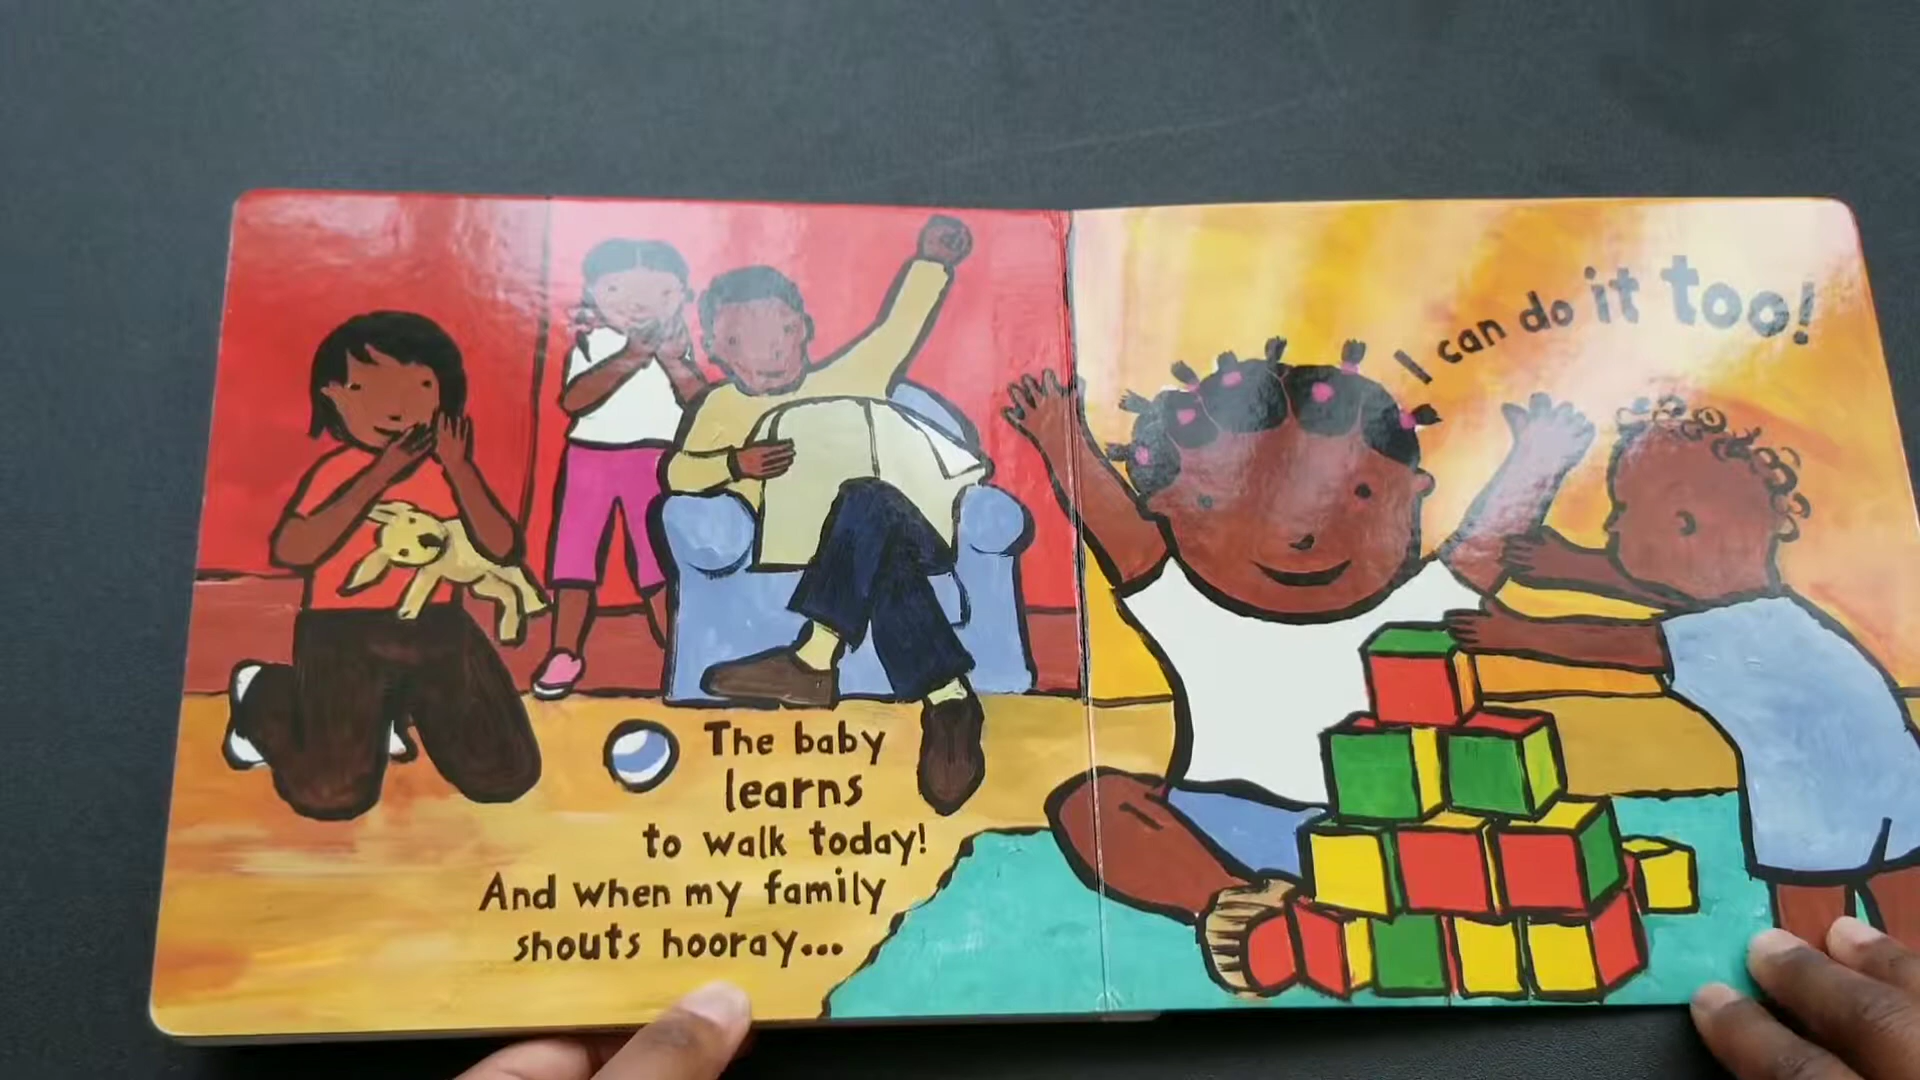 The baby
learns
to walk today!
And when my family
shouts hooray...
I can do it too!